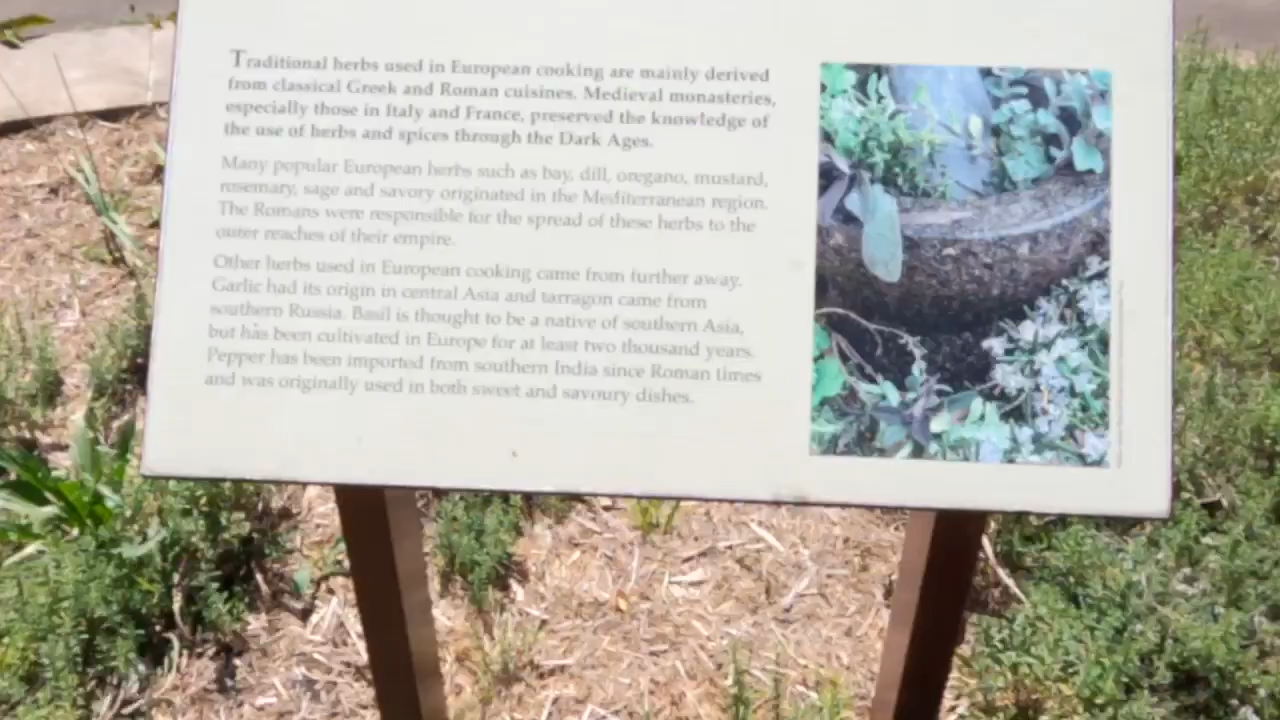 Traditional herbs used in European cooking are mainly derived
from classical Greek and Roman cuisines. Medieval monasteries,
especially those in Italy and France, preserved the knowledge of
the use of herbs and spices through the Dark Ages.
Many popular European herbs such as bay, dill, oregano, mustard,
rosemary, sage and savory originated in the Mediterranean region.
The Romans were responsible for the spread of these herbs to the
outer reaches of their empire.
Other herbs used in European cooking came from further away.
Garlic had its origin in central Asia and tarragon came from
southern Russia. Basil is thought to be a native of southern Asia,
but has been cultivated in Europe for at least two thousand years.
Pepper has been imported from southern India since Roman times
and was originally used in both sweet and savoury dishes.